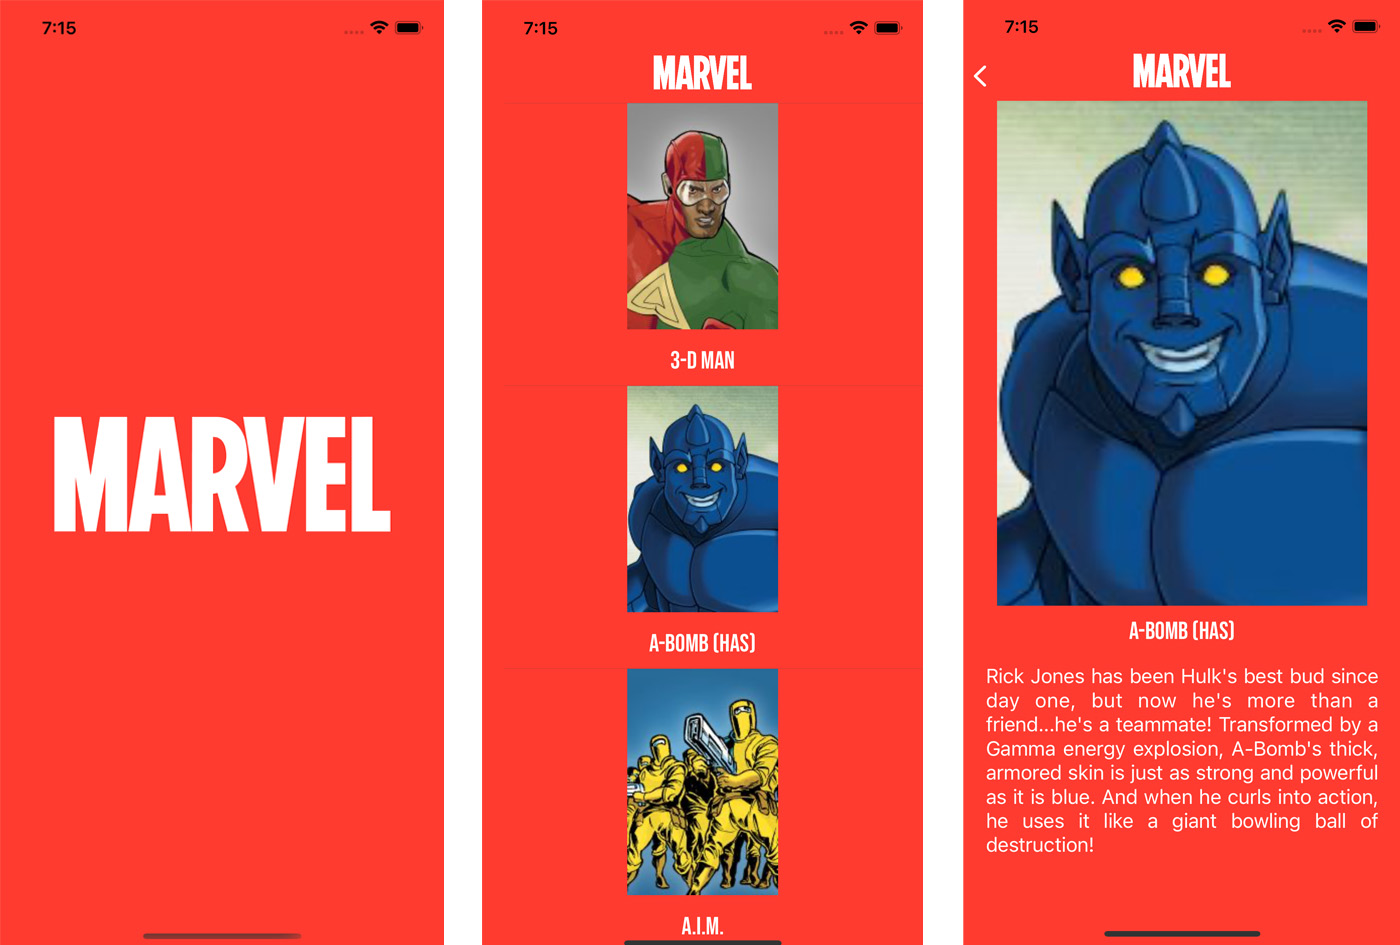 7:15
MARVEL
7:15
MARVEL
3-D MAN
A-BOMB (HAS)
A.I.M.
7:15
MARVEL
A-BOMB (HAS)
Rick Jones has been Hulk's best bud since
day one, but now he's more than a
friend...he's a teammate! Transformed by a
Gamma energy explosion, A-Bomb's thick,
armored skin is just as strong and powerful
as it is blue. And when he curls into action,
he uses it like a giant bowling ball of
destruction!